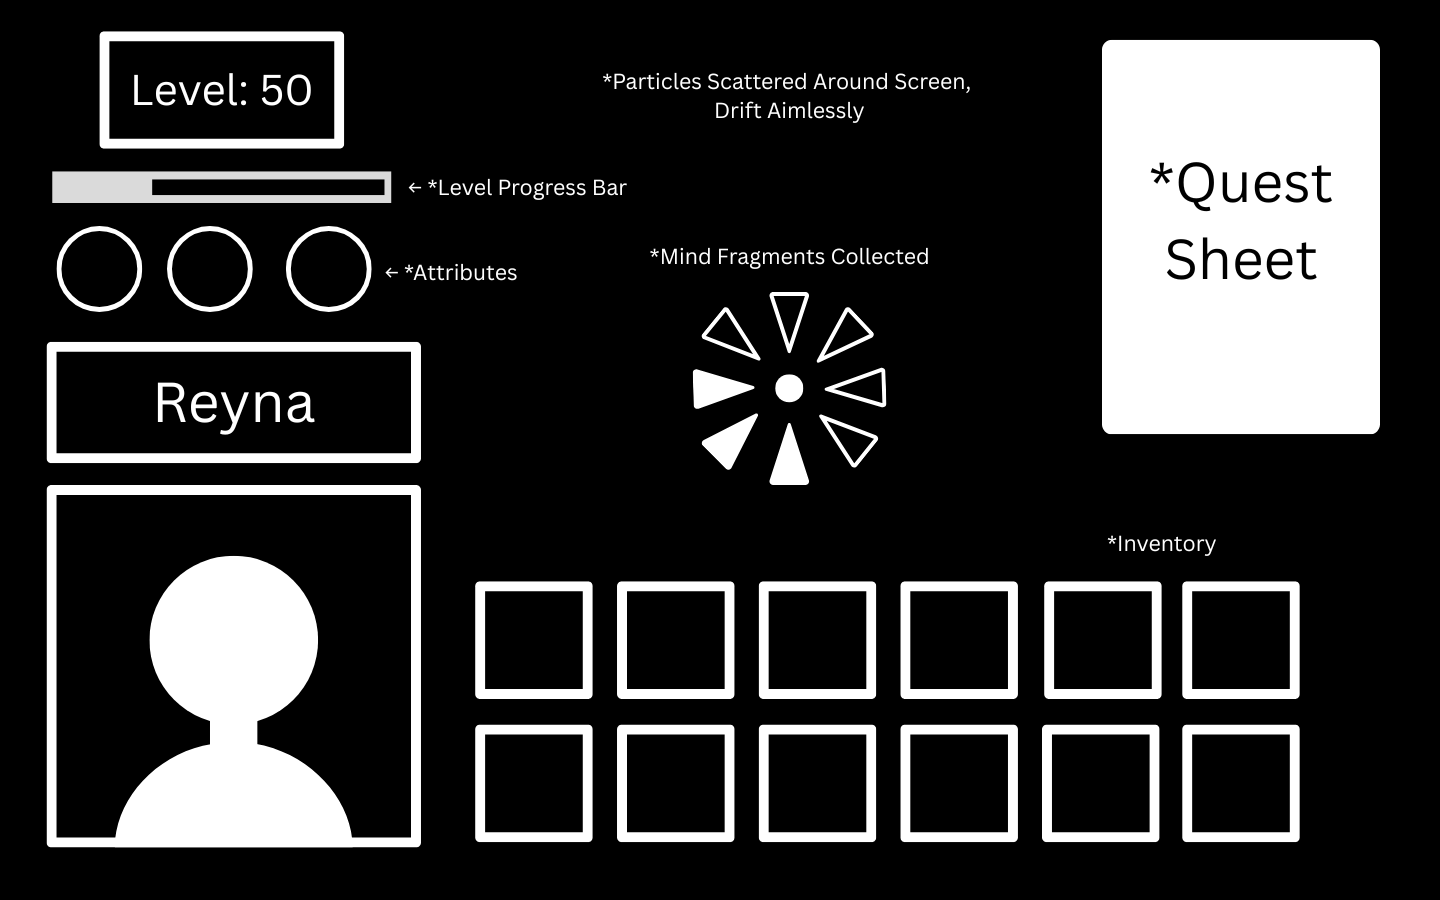 Level: 50
*Particles Scattered Around Screen,
Drift Aimlessly
*Quest
Sheet
← *Level Progress Bar
← *Attributes
*Mind Fragments Collected
Reyna
*Inventory